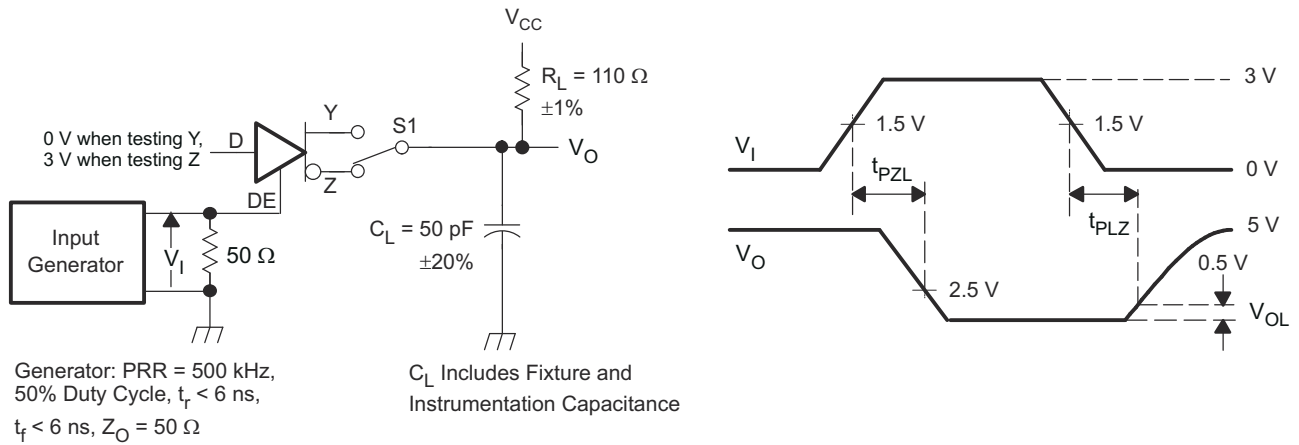 V_CC
R_L = 110 Ω
±1%
Y
S1
0 V when testing Y,
3 V when testing Z
D
V_O
Z
DE
Input
Generator
V_I
50 Ω
C_L = 50 pF
±20%
Generator: PRR = 500 kHz,
50% Duty Cycle, t_r < 6 ns,
t_f < 6 ns, Z_O = 50 Ω
C_L Includes Fixture and
Instrumentation Capacitance
3 V
1.5 V
1.5 V
V_I
0 V
t_PZL
t_PLZ
5 V
V_O
0.5 V
2.5 V
V_OL